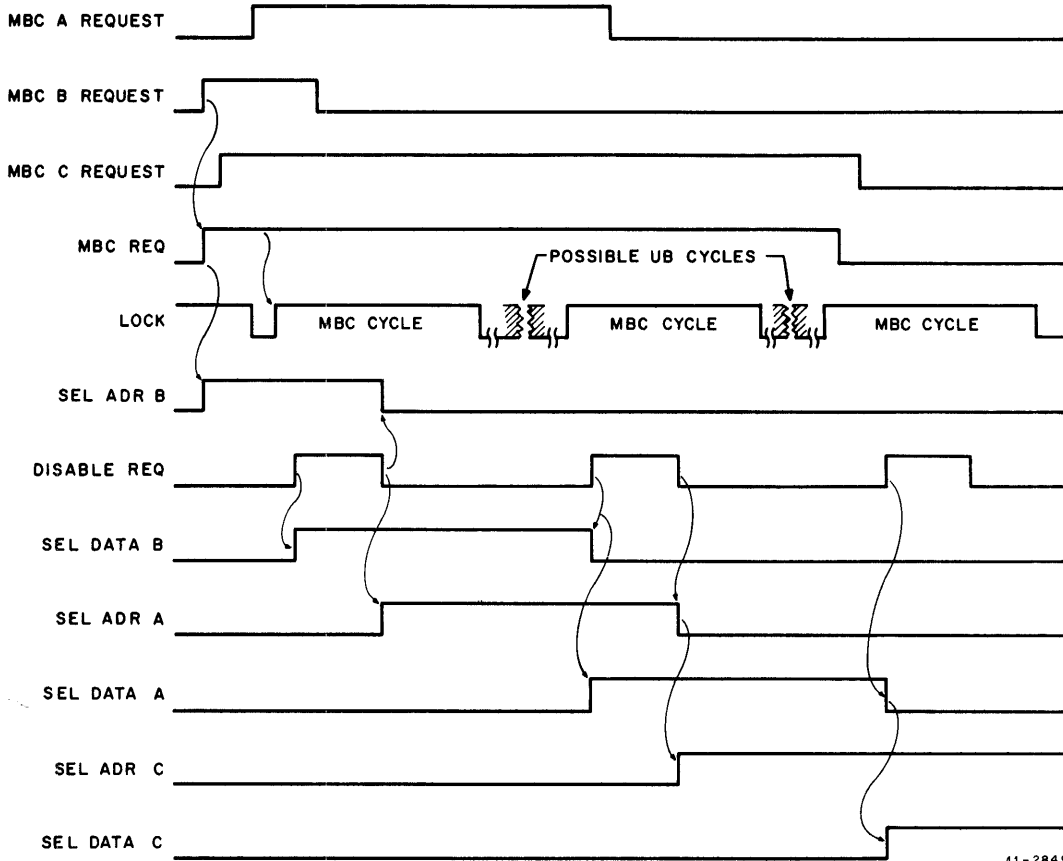 MBC A REQUEST
MBC B REQUEST
MBC C REQUEST
MBC REQ
POSSIBLE UB CYCLES
LOCK
MBC CYCLE
MBC CYCLE
MBC CYCLE
SEL ADR B
DISABLE REQ
SEL DATA B
SEL ADR A
SEL DATA A
SEL ADR C
SEL DATA C